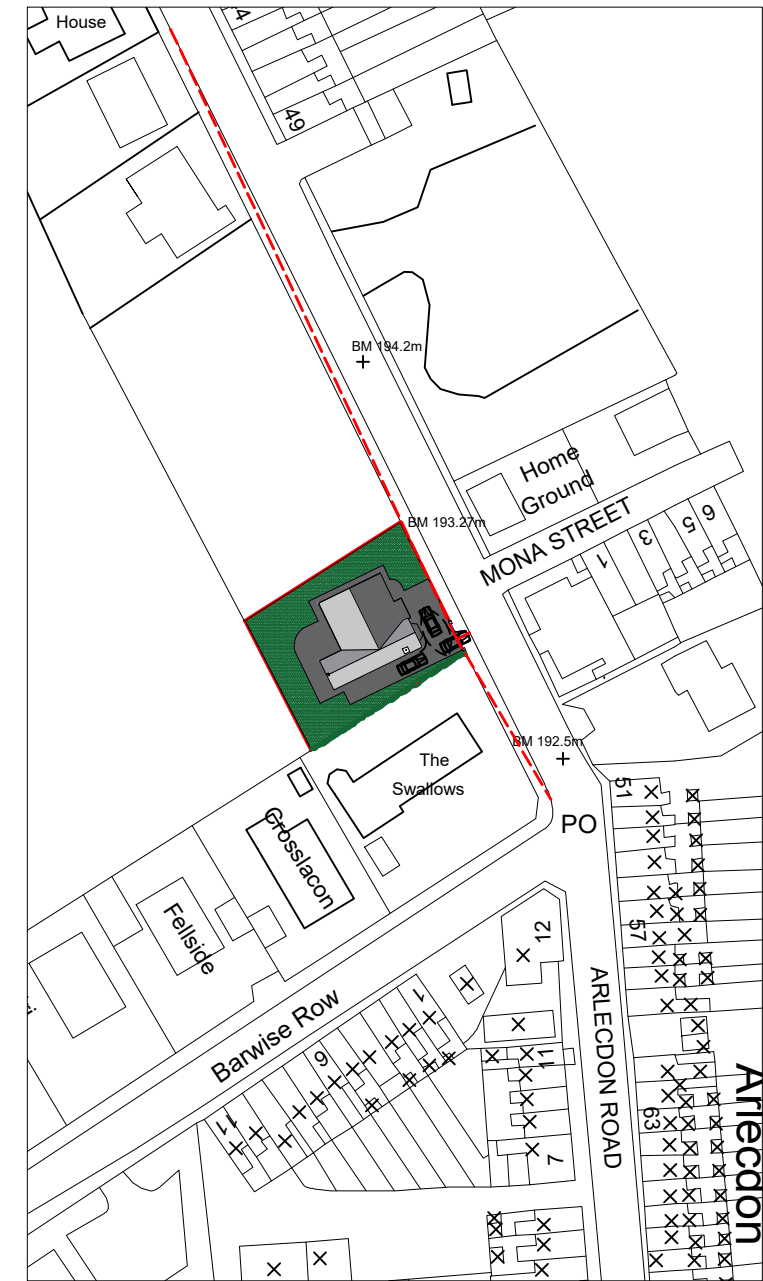 House
49
BM 194.2m
Home
Ground
BM 193.27m
MONA STREET
1
3
5
6
The
Swallows
BM 192.5m
51
PO
Crosslacon
Fellside
57
12
Barwise Row
1
9
11
11
7
ARLECDON ROAD
63
Arlecdon